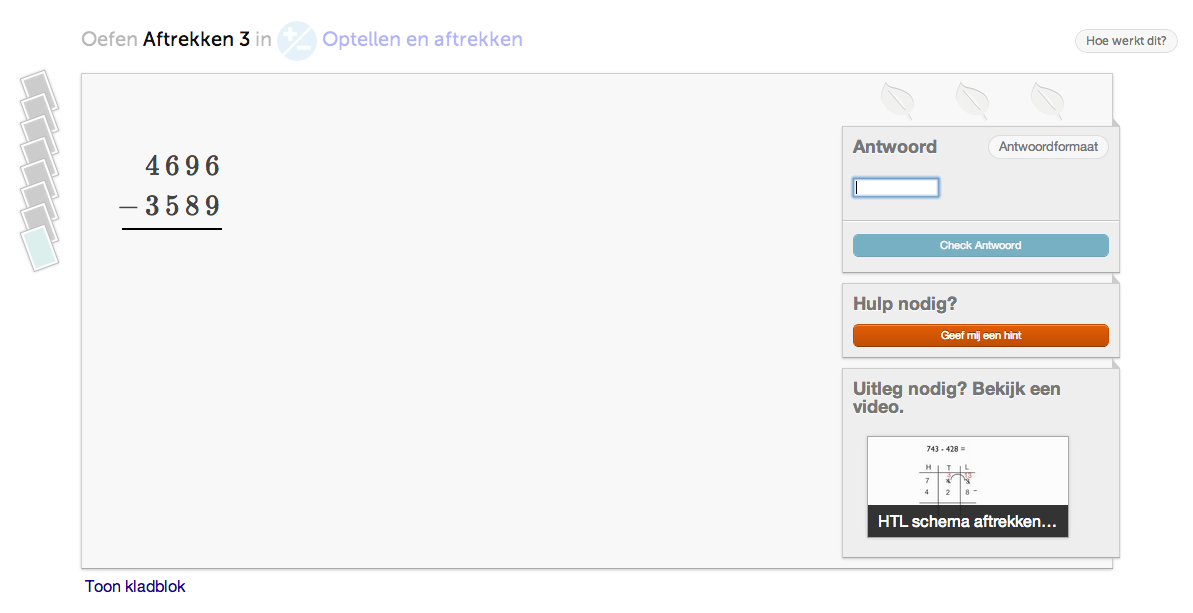 Oefen Aftrekken 3 in Optellen en aftrekken
Hoe werkt dit?
4696
– 3589
Antwoord
Antwoordformaat
Check Antwoord
Hulp nodig?
Geef mij een hint
Uitleg nodig? Bekijk een
video.
743 - 428 =
H T L
3 13
7 4 3
4 2 8 -
HTL schema aftrekken...
Toon kladblok